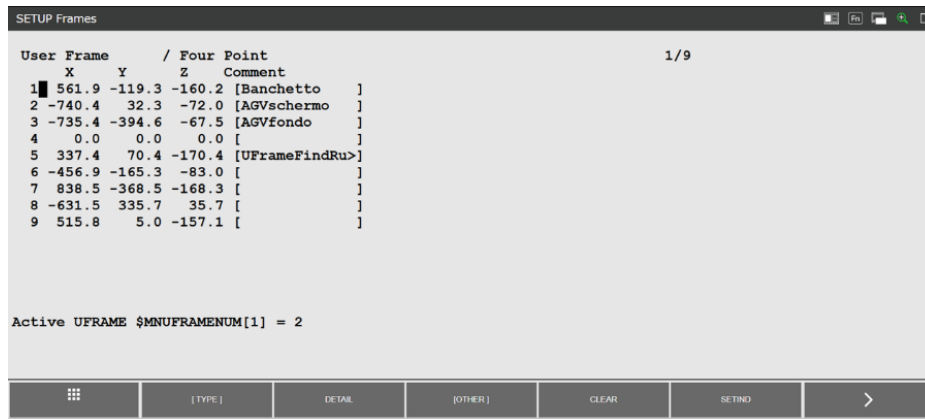 SETUP Frames
Fn
User Frame / Four Point 1/9
X Y Z Comment
1 561.9 -119.3 -160.2 [Banchetto ]
2 -740.4 32.3 -72.0 [AGVschermo ]
3 -735.4 -394.6 -67.5 [AGVfondo ]
4 0.0 0.0 0.0 [ ]
5 337.4 70.4 -170.4 [UFrameFindRu>]
6 -456.9 -165.3 -83.0 [ ]
7 838.5 -368.5 -168.3 [ ]
8 -631.5 335.7 35.7 [ ]
9 515.8 5.0 -157.1 [ ]
Active UFRAME $MNUFRAMENUM[1] = 2
[ TYPE ] DETAIL [OTHER ] CLEAR SETIND >